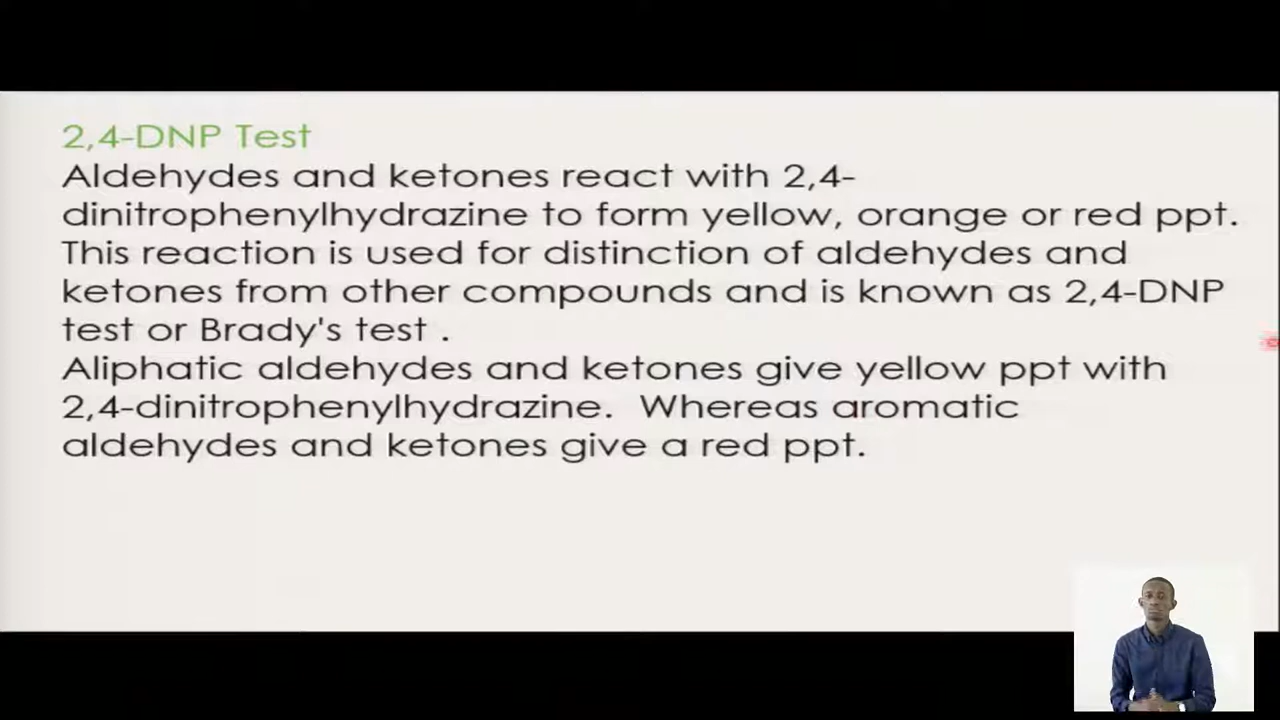 2,4-DNP Test
Aldehydes and ketones react with 2,4-
dinitrophenylhydrazine to form yellow, orange or red ppt.
This reaction is used for distinction of aldehydes and
ketones from other compounds and is known as 2,4-DNP
test or Brady's test .
Aliphatic aldehydes and ketones give yellow ppt with
2,4-dinitrophenylhydrazine.  Whereas aromatic
aldehydes and ketones give a red ppt.